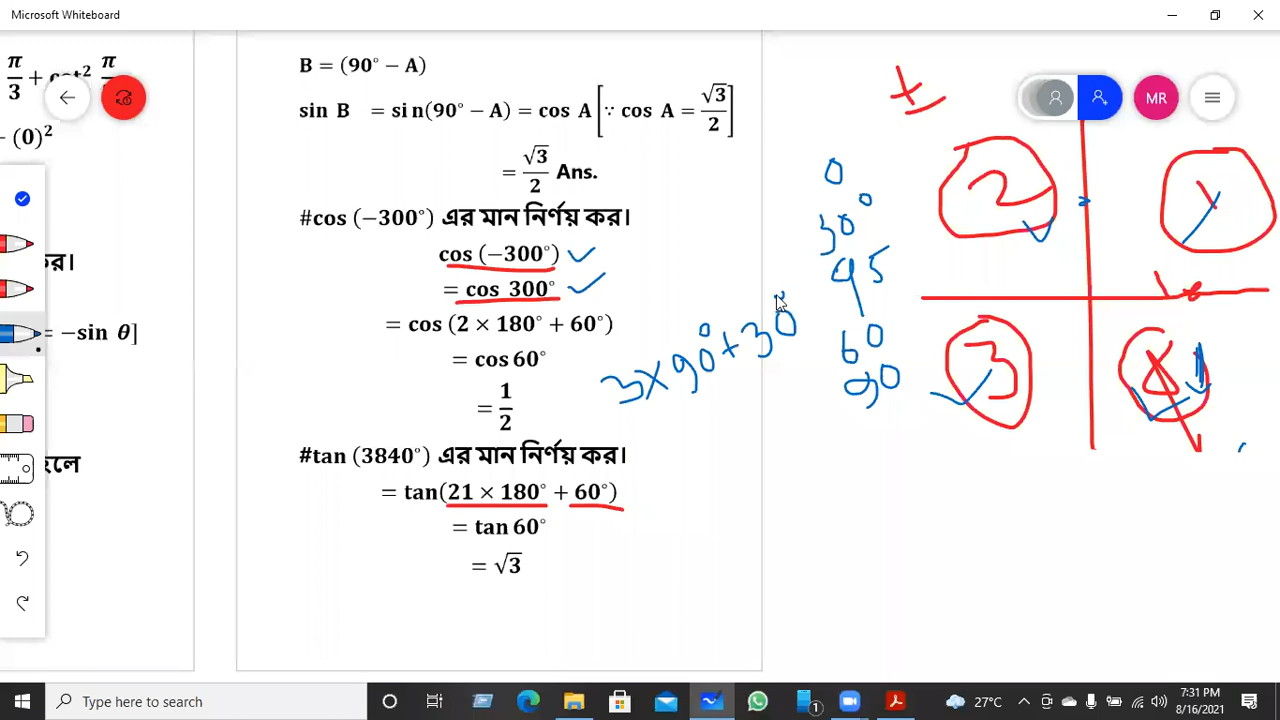 Microsoft Whiteboard
π/3 + cot² π
− (0)²
= −sin θ]
B = (90° − A)
sin B = sin(90° − A) = cos A [∵ cos A = √3/2]
= √3/2 Ans.
#cos (−300°) এর মান নির্ণয় কর।
cos (−300°)
= cos 300°
= cos (2 × 180° + 60°)
= cos 60°
= 1/2
#tan (3840°) এর মান নির্ণয় কর।
= tan(21 × 180° + 60°)
= tan 60°
= √3
3×90°+30°
0
30°
45
60
90
±
2
3
MR
Type here to search
1
27°C
7:31 PM
8/16/2021